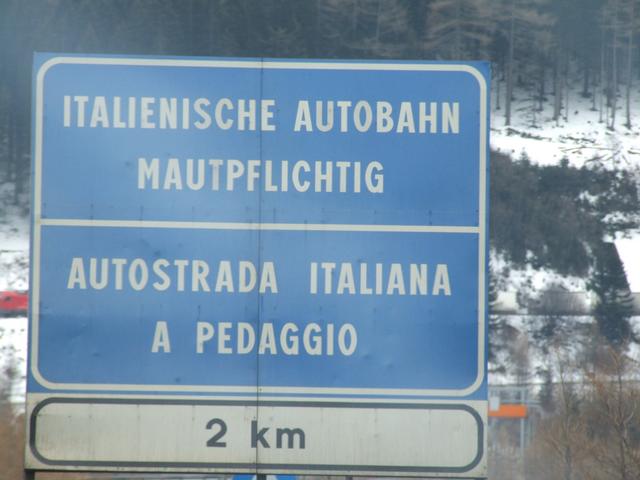 ITALIENISCHE AUTOBAHN
MAUTPFLICHTIG
AUTOSTRADA ITALIANA
A PEDAGGIO
2 km